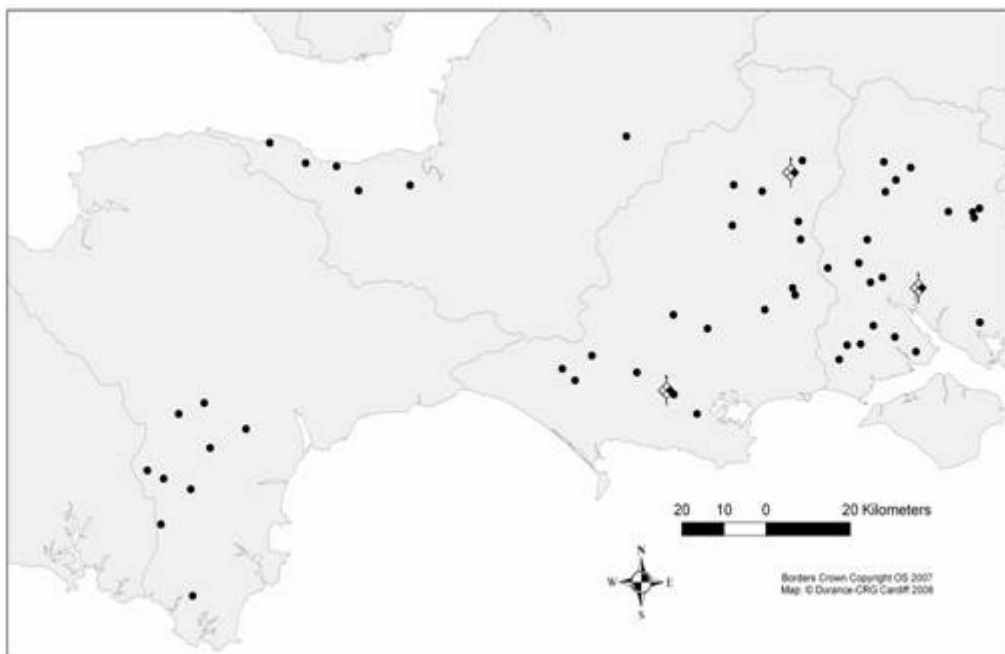 20 10 0 20 Kilometers
N
W E
S
Borders Crown Copyright OS 2007
Map: © Durance-CRG Cardiff 2008